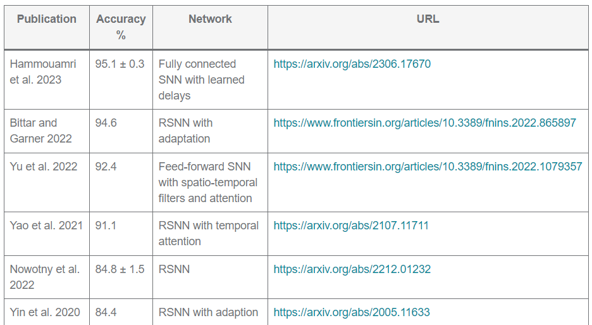 Publication Accuracy % Network URL
Hammouamri et al. 2023 95.1 ± 0.3 Fully connected SNN with learned delays https://arxiv.org/abs/2306.17670
Bittar and Garner 2022 94.6 RSNN with adaptation https://www.frontiersin.org/articles/10.3389/fnins.2022.865897
Yu et al. 2022 92.4 Feed-forward SNN with spatio-temporal filters and attention https://www.frontiersin.org/articles/10.3389/fnins.2022.1079357
Yao et al. 2021 91.1 RSNN with temporal attention https://arxiv.org/abs/2107.11711
Nowotny et al. 2022 84.8 ± 1.5 RSNN https://arxiv.org/abs/2212.01232
Yin et al. 2020 84.4 RSNN with adaption https://arxiv.org/abs/2005.11633